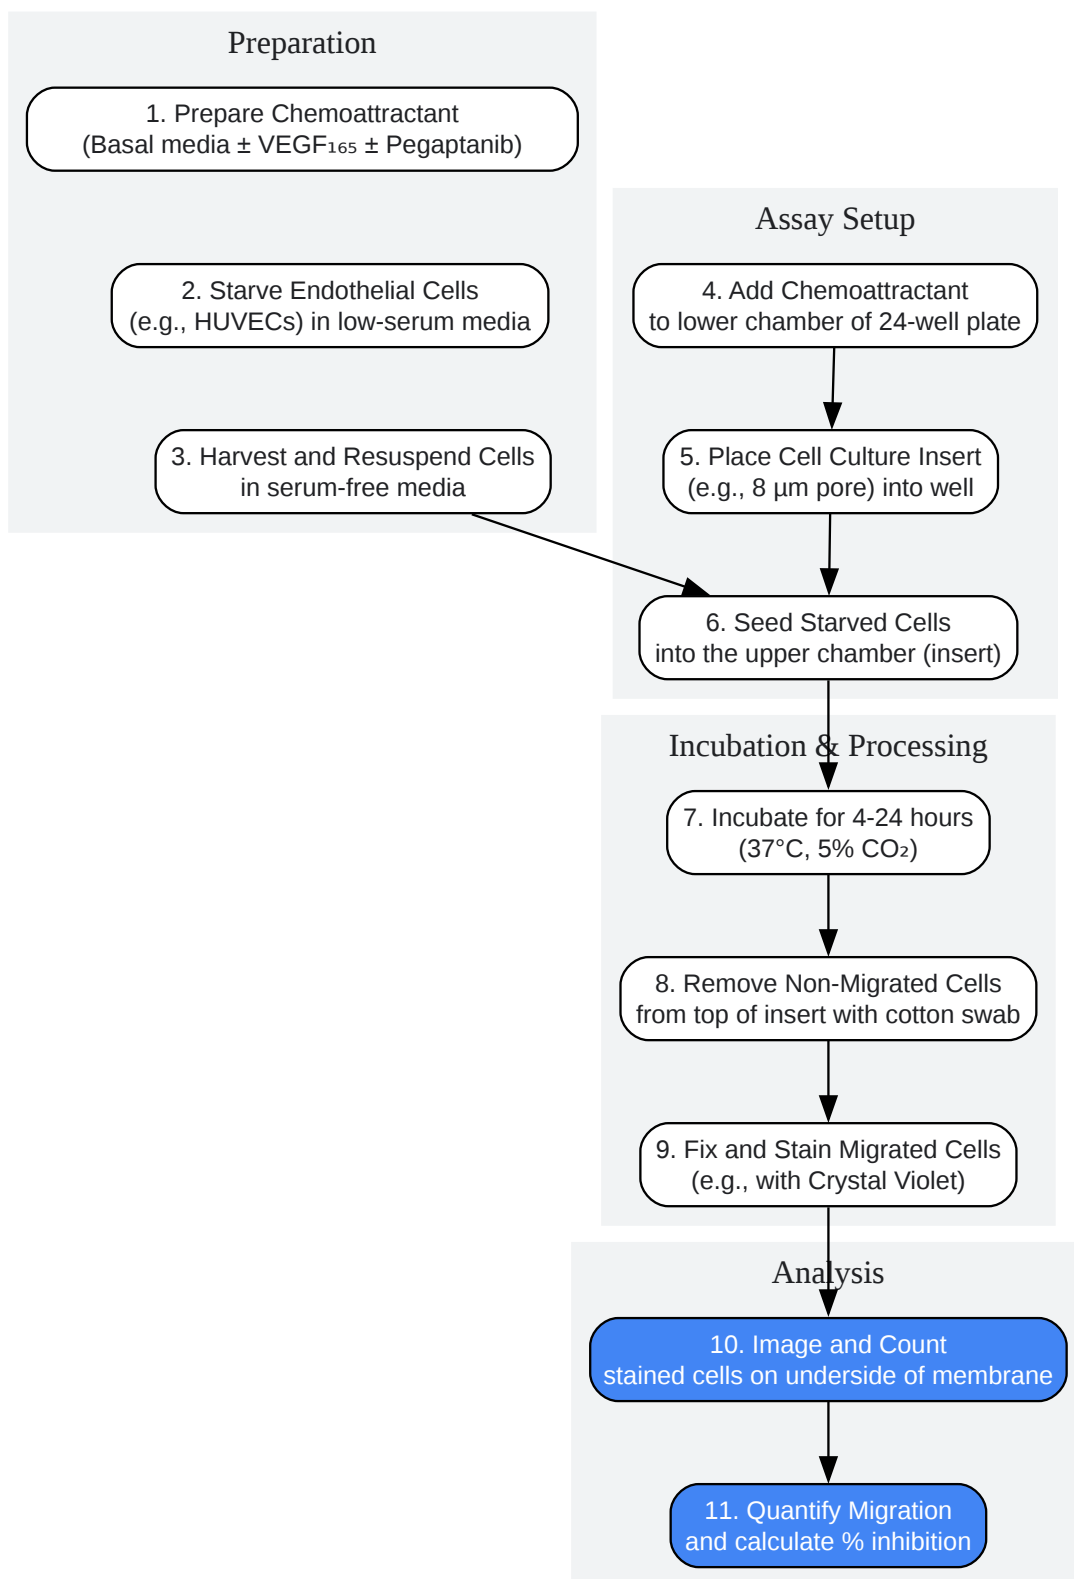 Preparation
1. Prepare Chemoattractant
(Basal media ± VEGF₁₆₅ ± Pegaptanib)
2. Starve Endothelial Cells
(e.g., HUVECs) in low-serum media
3. Harvest and Resuspend Cells
in serum-free media
Assay Setup
4. Add Chemoattractant
to lower chamber of 24-well plate
5. Place Cell Culture Insert
(e.g., 8 µm pore) into well
6. Seed Starved Cells
into the upper chamber (insert)
Incubation & Processing
7. Incubate for 4-24 hours
(37°C, 5% CO₂)
8. Remove Non-Migrated Cells
from top of insert with cotton swab
9. Fix and Stain Migrated Cells
(e.g., with Crystal Violet)
Analysis
10. Image and Count
stained cells on underside of membrane
11. Quantify Migration
and calculate % inhibition